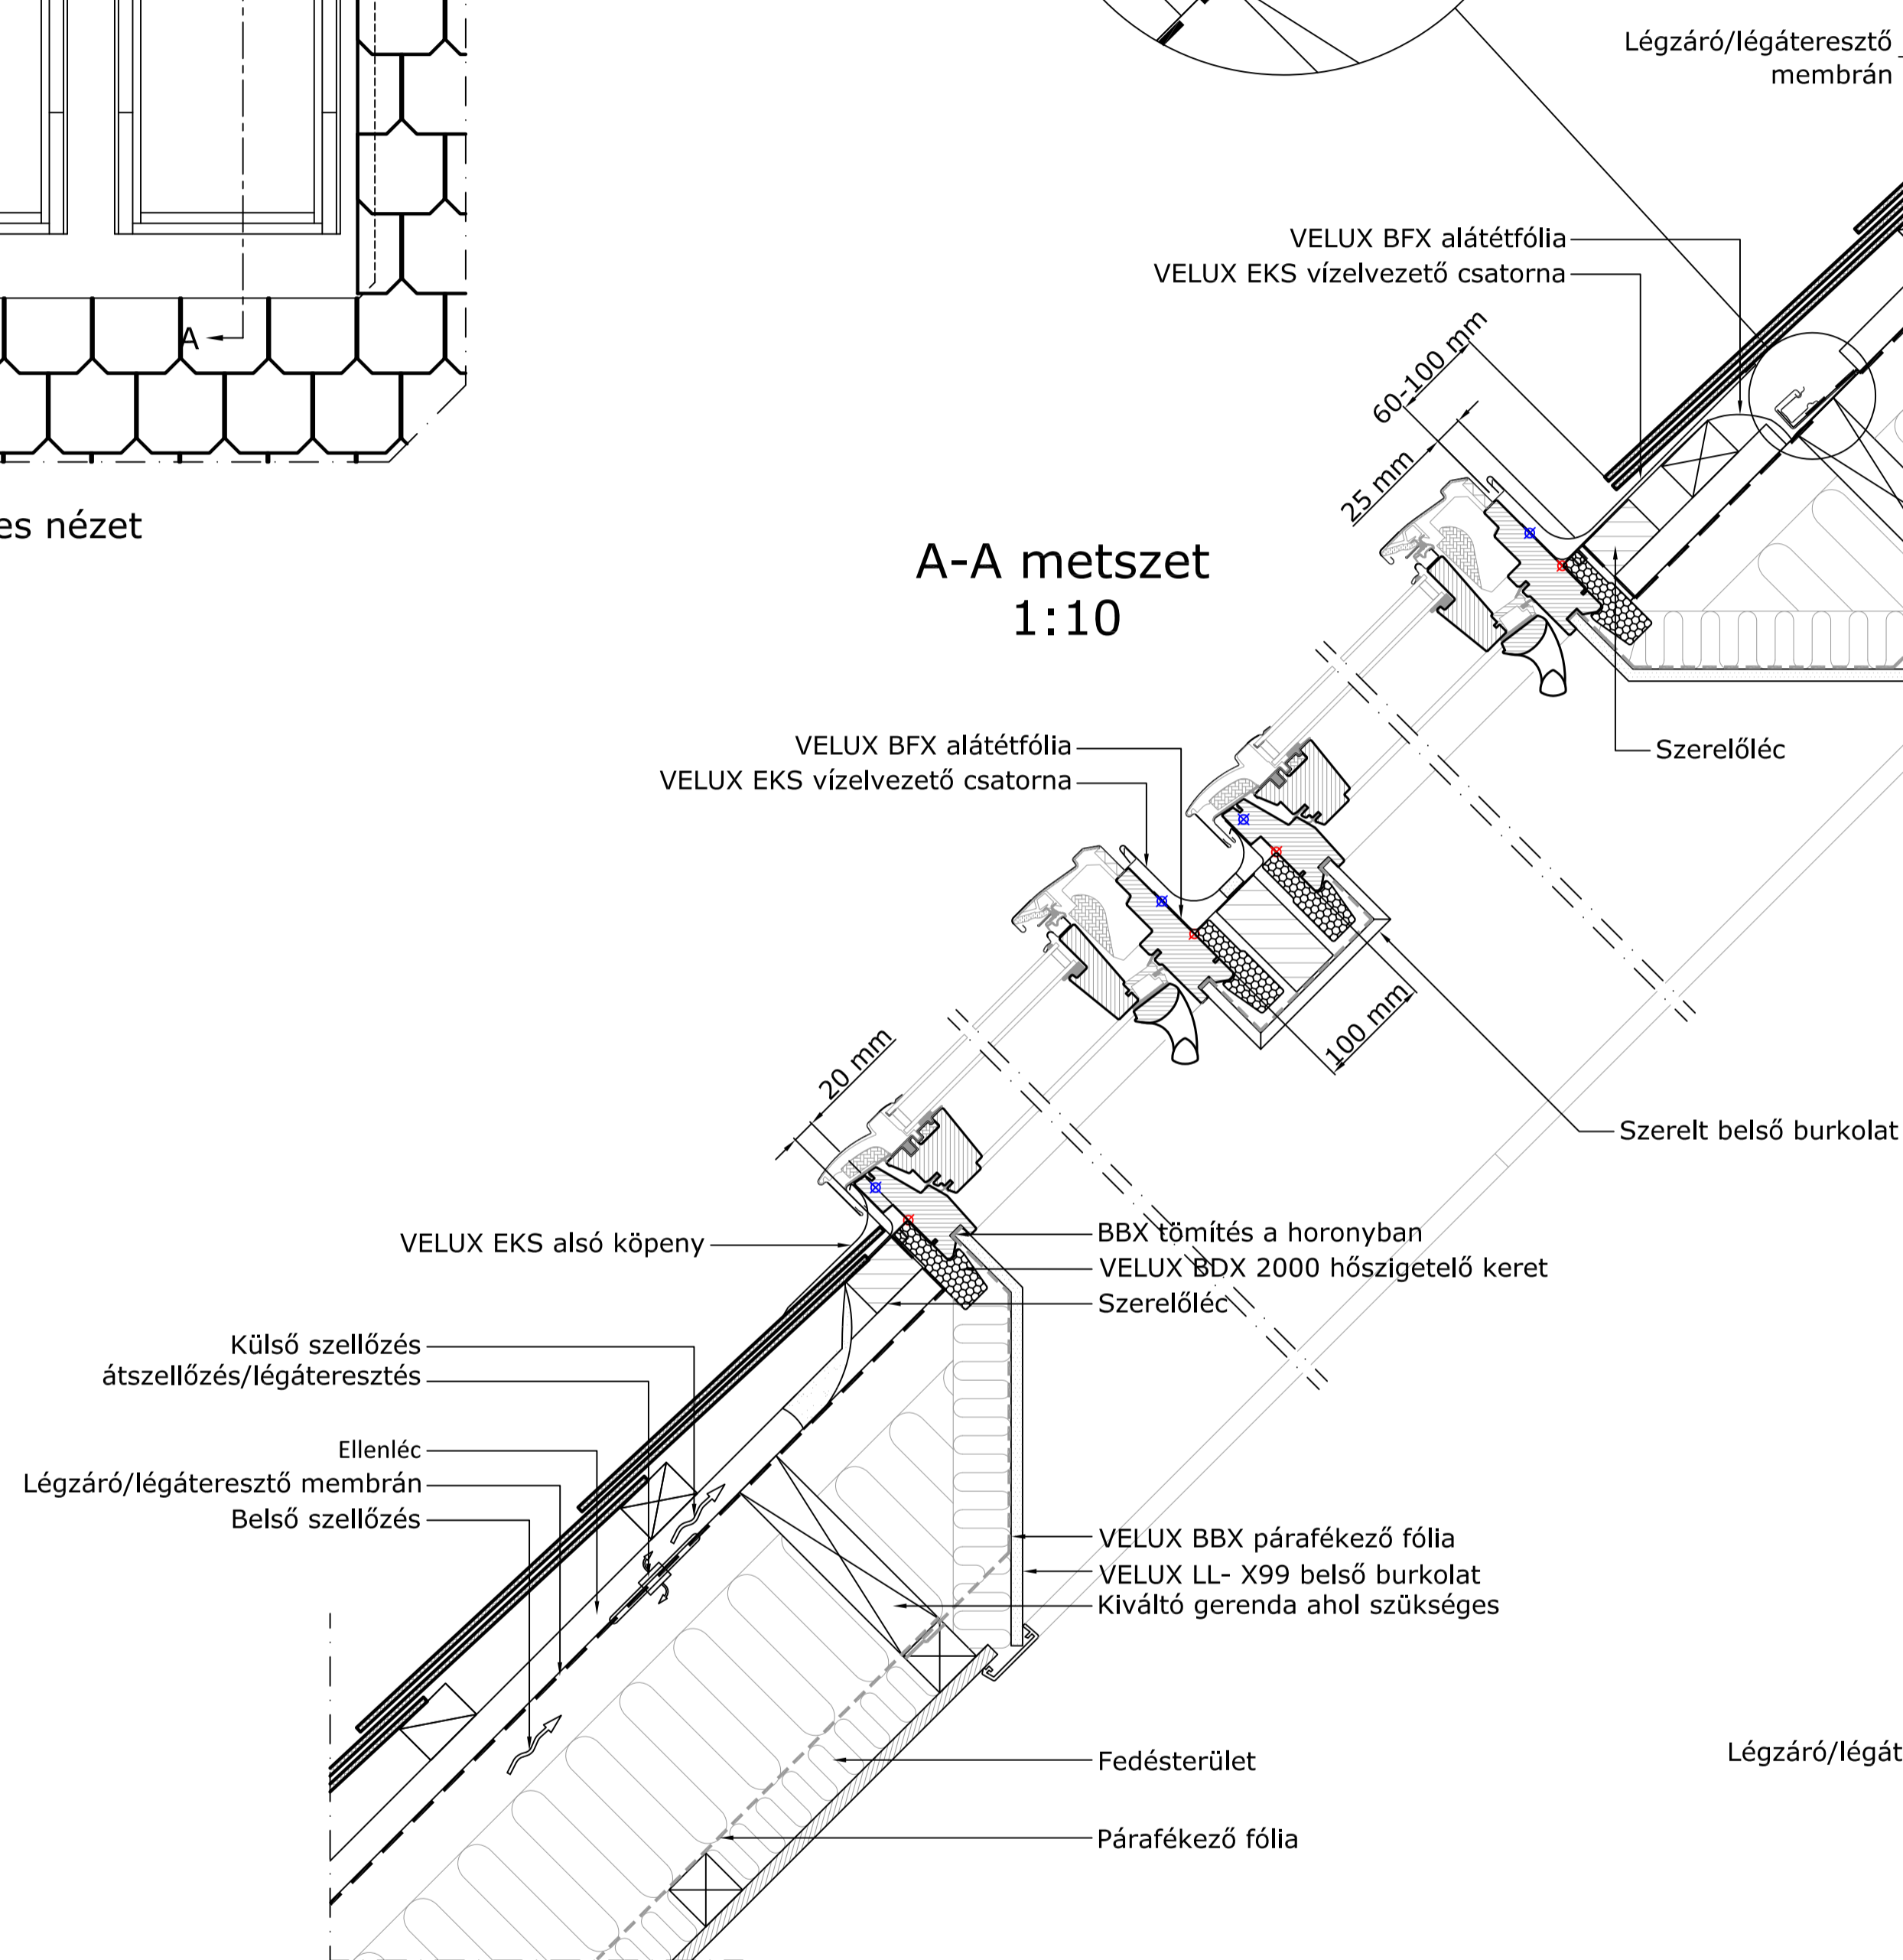 Légzáró/légáteresztő
membrán
VELUX BFX alátétfólia
VELUX EKS vízelvezető csatorna
60-100 mm
25 mm
A
es nézet
A-A metszet
1:10
Szerelőléc
VELUX BFX alátétfólia
VELUX EKS vízelvezető csatorna
100 mm
20 mm
Szerelt belső burkolat
VELUX EKS alsó köpeny
BBX tömítés a horonyban
VELUX BDX 2000 hőszigetelő keret
Szerelőléc
Külső szellőzés
átszellőzés/légáteresztés
Ellenléc
Légzáró/légáteresztő membrán
Belső szellőzés
VELUX BBX párafékező fólia
VELUX LL- X99 belső burkolat
Kiváltó gerenda ahol szükséges
Fedésterület
Légzáró/légát
Párafékező fólia